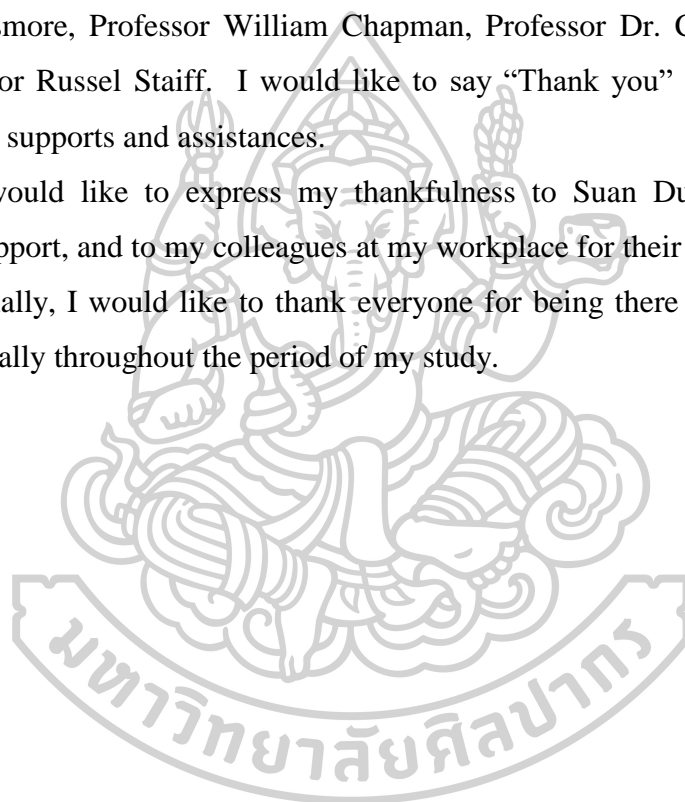 smore, Professor William Chapman, Professor Dr. C
or Russel Staiff. I would like to say “Thank you”
supports and assistances.
would like to express my thankfulness to Suan Du
pport, and to my colleagues at my workplace for their
ally, I would like to thank everyone for being there
ally throughout the period of my study.
มหาวิทยาลัยศิลปากร